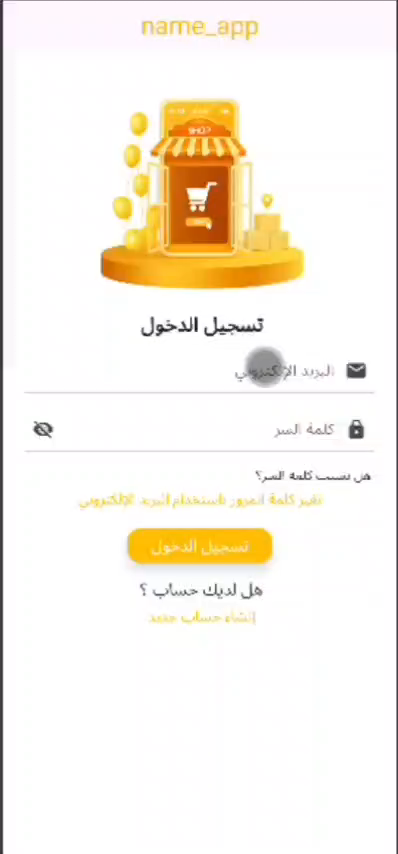 name_app
SHOP
تسجيل الدخول
البريد الإلكتروني
كلمة السر
هل نسيت كلمة السر؟
تغير كلمة المرور باستخدام البريد الإلكتروني
تسجيل الدخول
هل لديك حساب ؟
إنشاء حساب جديد